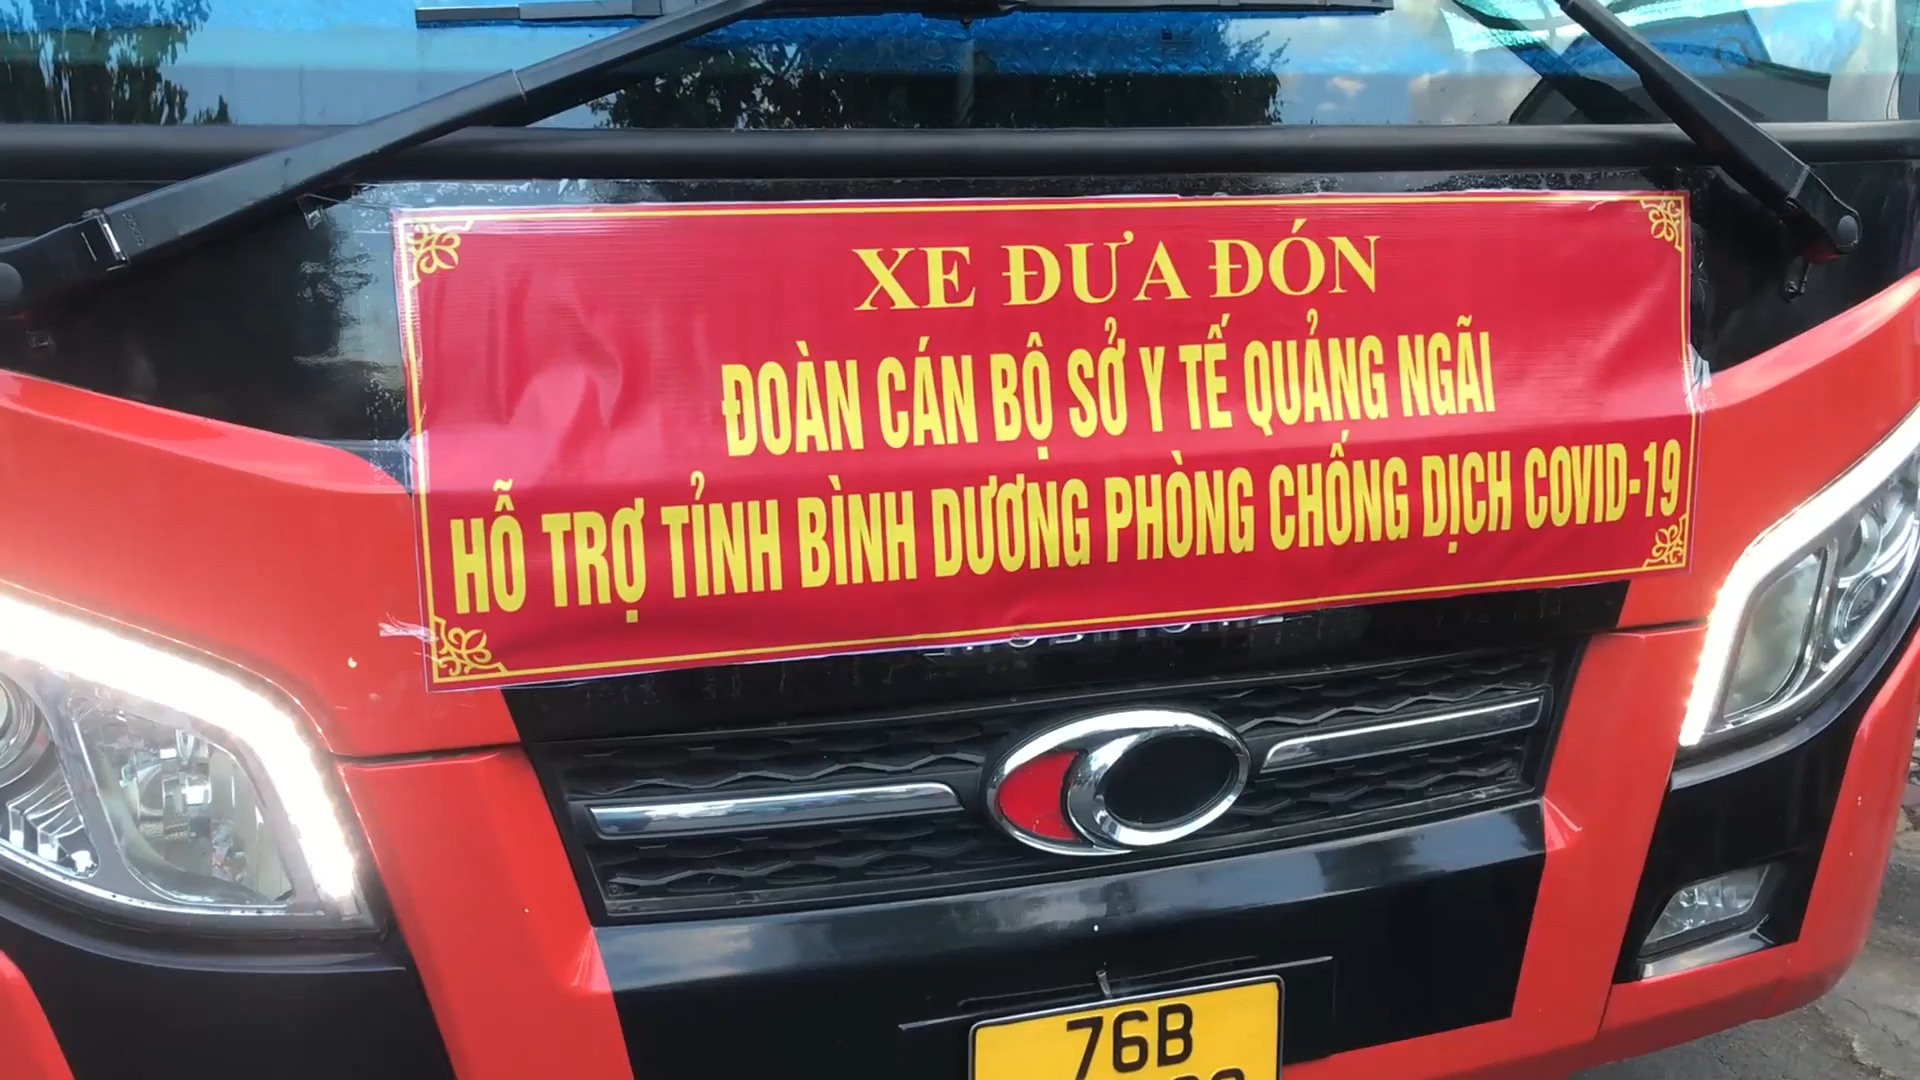 XE ĐƯA ĐÓN
ĐOÀN CÁN BỘ SỞ Y TẾ QUẢNG NGÃI
HỖ TRỢ TỈNH BÌNH DƯƠNG PHÒNG CHỐNG DỊCH COVID-19
76B